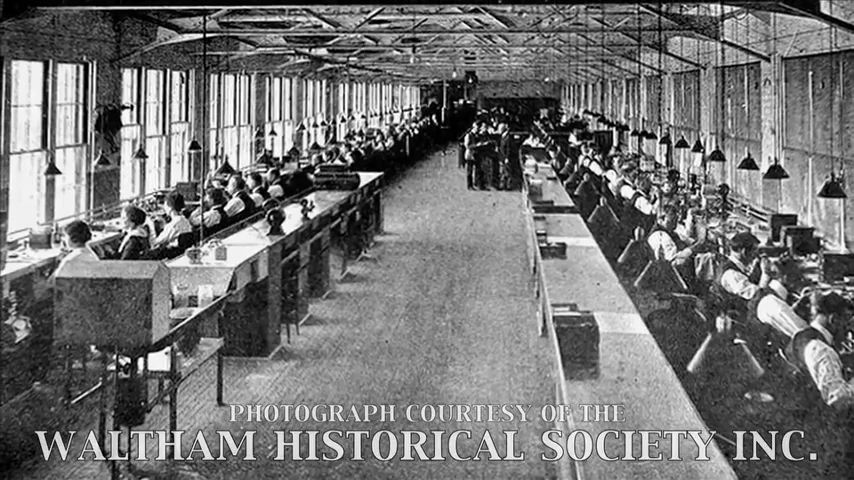 PHOTOGRAPH COURTESY OF THE
WALTHAM HISTORICAL SOCIETY INC.